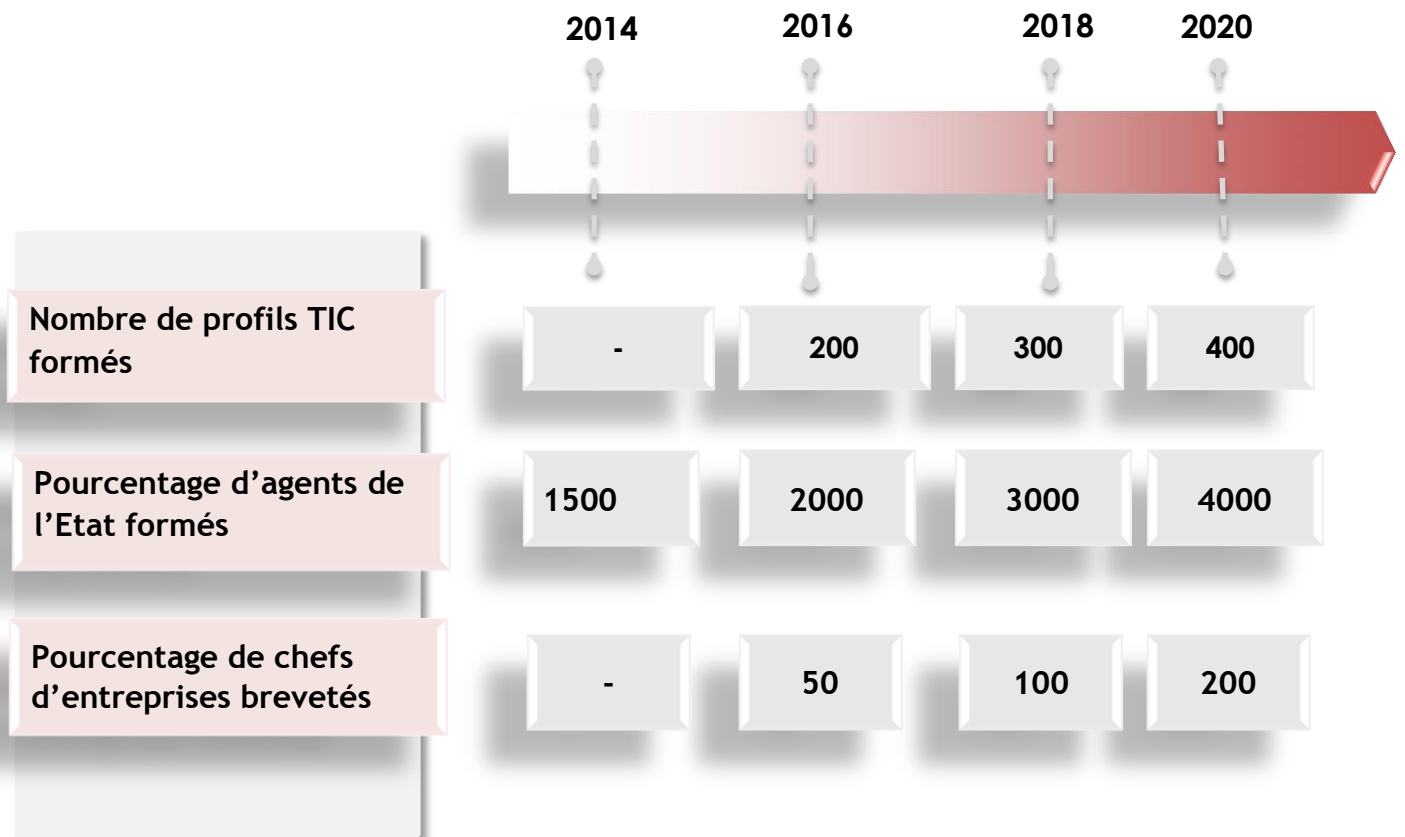 2014 2016 2018 2020
Nombre de profils TIC
formés
- 200 300 400
Pourcentage d’agents de
l’Etat formés
1500 2000 3000 4000
Pourcentage de chefs
d’entreprises brevetés
- 50 100 200